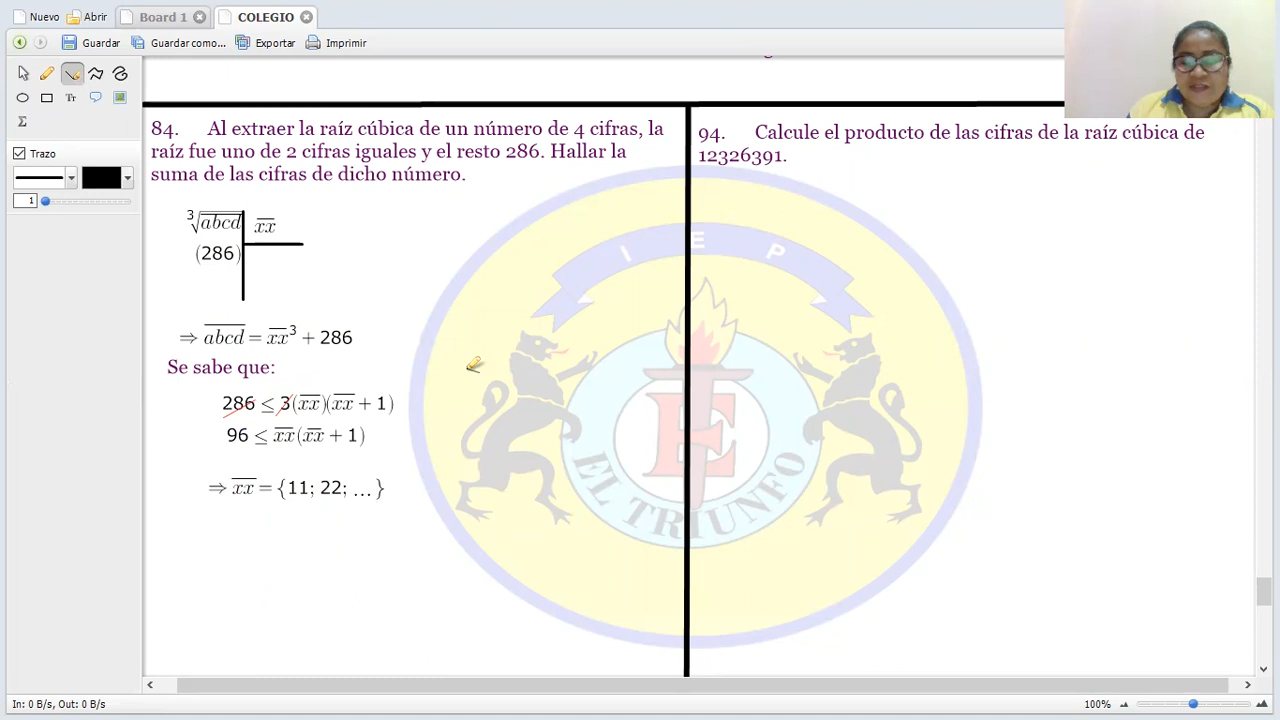 Nuevo Abrir Board 1 COLEGIO
Guardar Guardar como... Exportar Imprimir
Trazo
1
84. Al extraer la raíz cúbica de un número de 4 cifras, la
raíz fue uno de 2 cifras iguales y el resto 286. Hallar la
suma de las cifras de dicho número.
∛abcd xx
(286)
⇒ abcd = xx³ + 286
Se sabe que:
286 ≤ 3(xx)(xx + 1)
96 ≤ xx(xx + 1)
⇒ xx = {11; 22; ...}
94. Calcule el producto de las cifras de la raíz cúbica de
12326391.
I E P
E
EL TRIUNFO
In: 0 B/s, Out: 0 B/s
100%